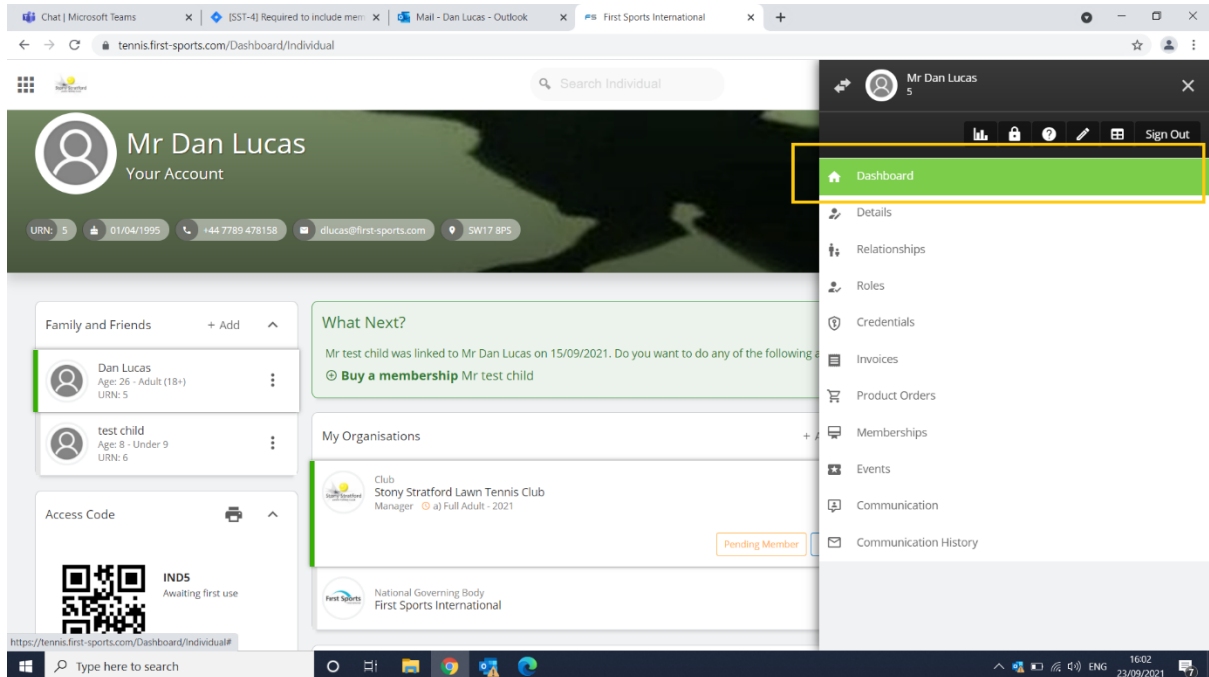 Chat | Microsoft Teams
[SST-4] Required to include mem
Mail - Dan Lucas - Outlook
First Sports International
tennis.first-sports.com/Dashboard/Individual
Search Individual
Mr Dan Lucas
5
Sign Out
Mr Dan Lucas
Your Account
URN: 5
01/04/1995
+44 7789 478158
dlucas@first-sports.com
SW17 8PS
Dashboard
Details
Relationships
Roles
Credentials
Invoices
Product Orders
Memberships
Events
Communication
Communication History
Family and Friends + Add
Dan Lucas
Age: 26 - Adult (18+)
URN: 5
test child
Age: 8 - Under 9
URN: 6
Access Code
IND5
Awaiting first use
What Next?
Mr test child was linked to Mr Dan Lucas on 15/09/2021. Do you want to do any of the following a
Buy a membership Mr test child
My Organisations +
Club
Stony Stratford Lawn Tennis Club
Manager a) Full Adult - 2021
Pending Member
First Sports
National Governing Body
First Sports International
https://tennis.first-sports.com/Dashboard/Individual#
Type here to search
ENG
16:02
23/09/2021